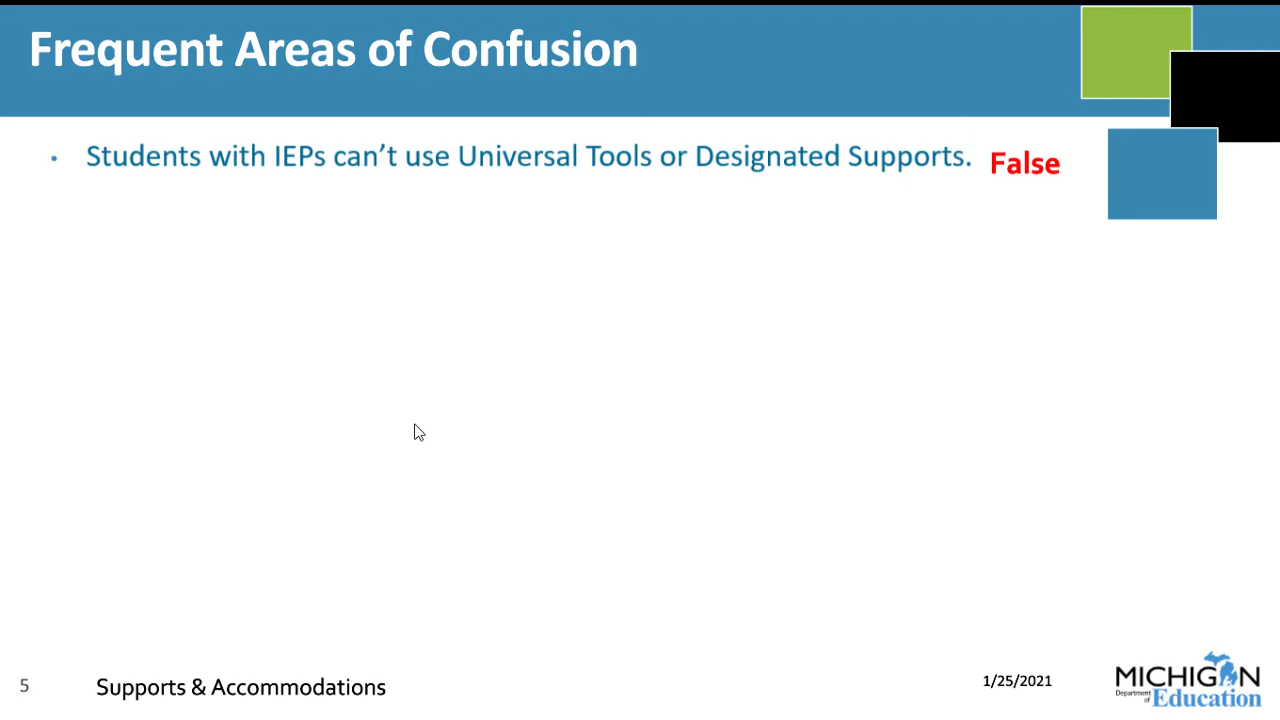 Frequent Areas of Confusion
• Students with IEPs can’t use Universal Tools or Designated Supports. False
5 Supports & Accommodations 1/25/2021
MICHIGAN
Department of Education